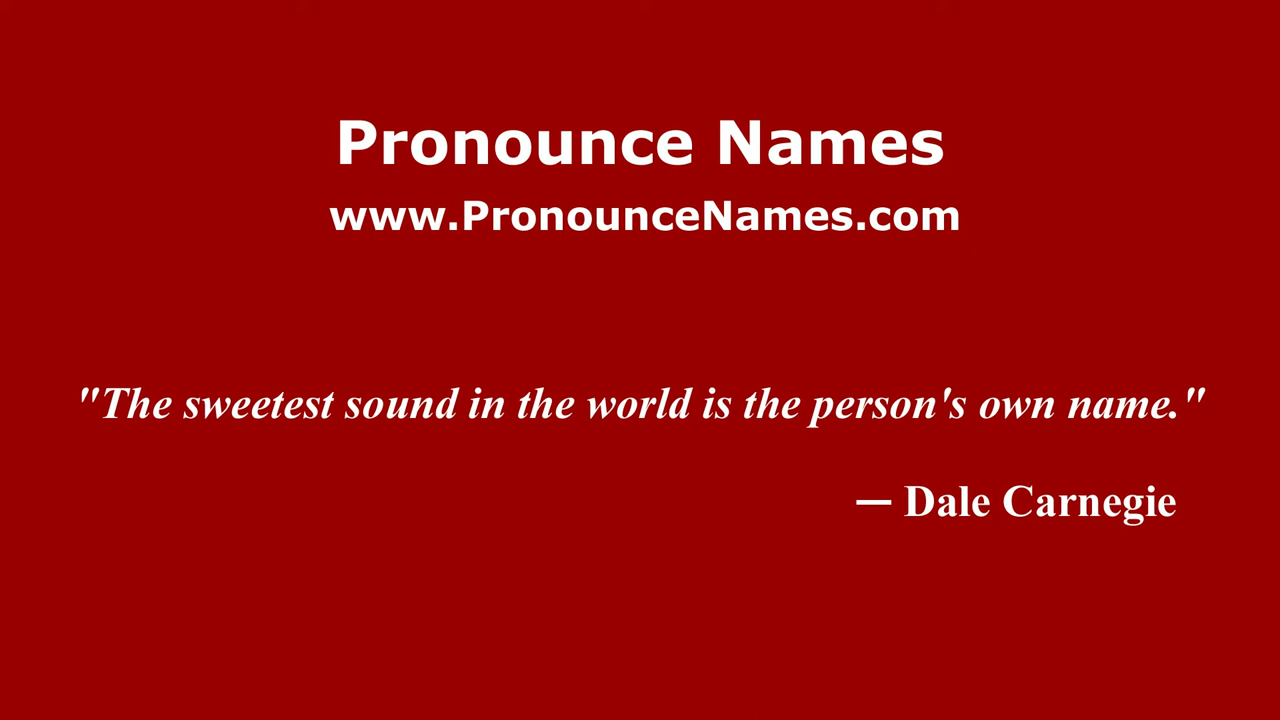 Pronounce Names
www.PronounceNames.com
"The sweetest sound in the world is the person's own name."
— Dale Carnegie